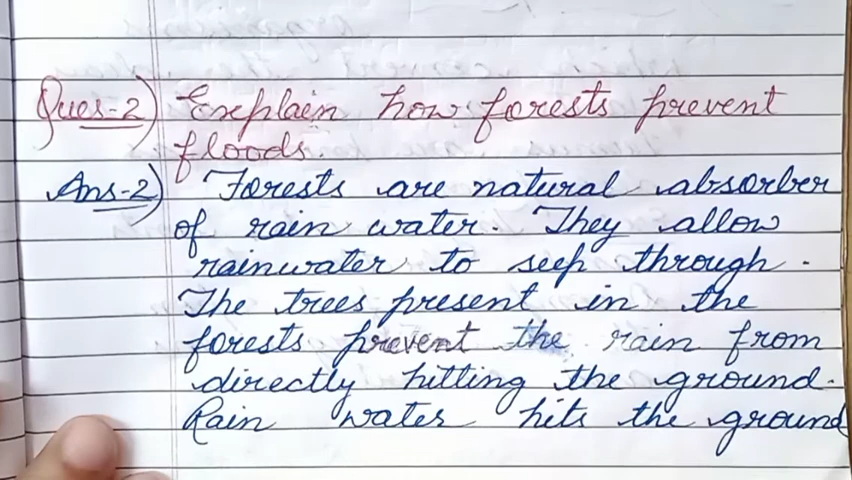 Ques-2) Explain how forests prevent
floods.
Ans-2) Forests are natural absorber
of rain water. They allow
rainwater to seep through.
The trees present in the
forests prevent the rain from
directly hitting the ground.
Rain water hits the ground